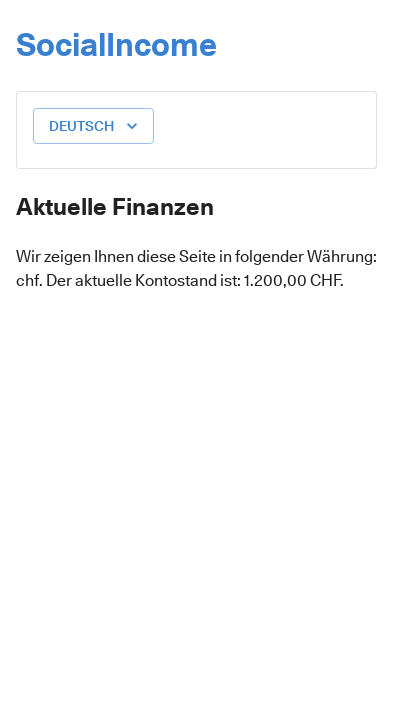 SocialIncome
DEUTSCH
Aktuelle Finanzen
Wir zeigen Ihnen diese Seite in folgender Währung:
chf. Der aktuelle Kontostand ist: 1.200,00 CHF.